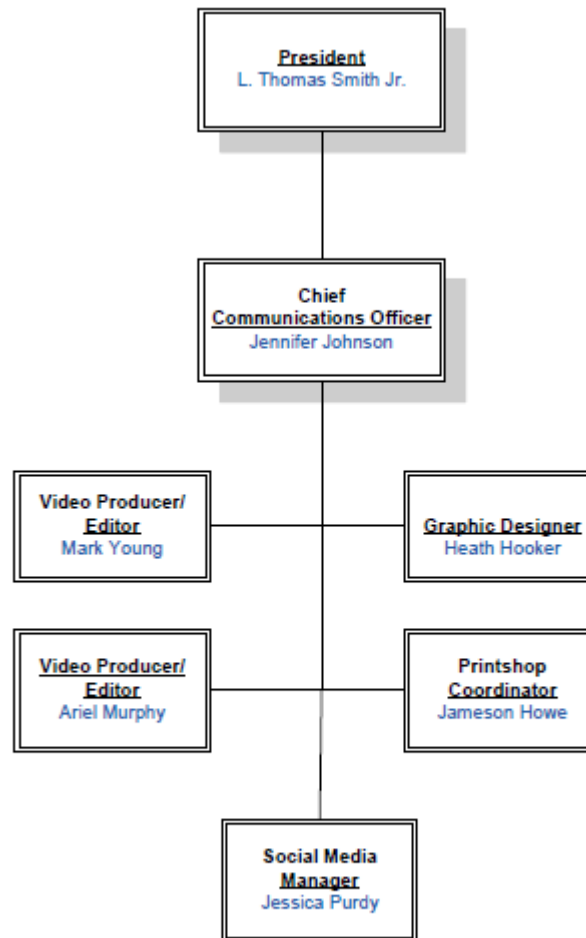 President
L. Thomas Smith Jr.
Chief
Communications Officer
Jennifer Johnson
Video Producer/
Editor
Mark Young
Graphic Designer
Heath Hooker
Video Producer/
Editor
Ariel Murphy
Printshop
Coordinator
Jameson Howe
Social Media
Manager
Jessica Purdy